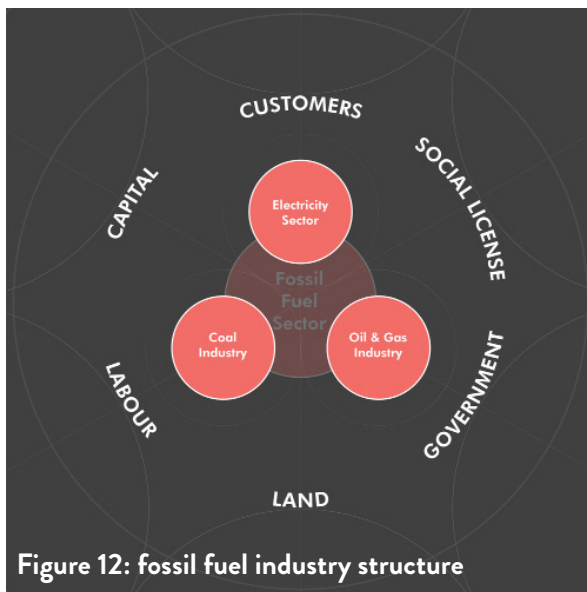 CUSTOMERS
CAPITAL
SOCIAL LICENSE
Electricity
Sector
Fossil
Fuel
Sector
Coal
Industry
Oil & Gas
Industry
LABOUR
GOVERNMENT
LAND
Figure 12: fossil fuel industry structure